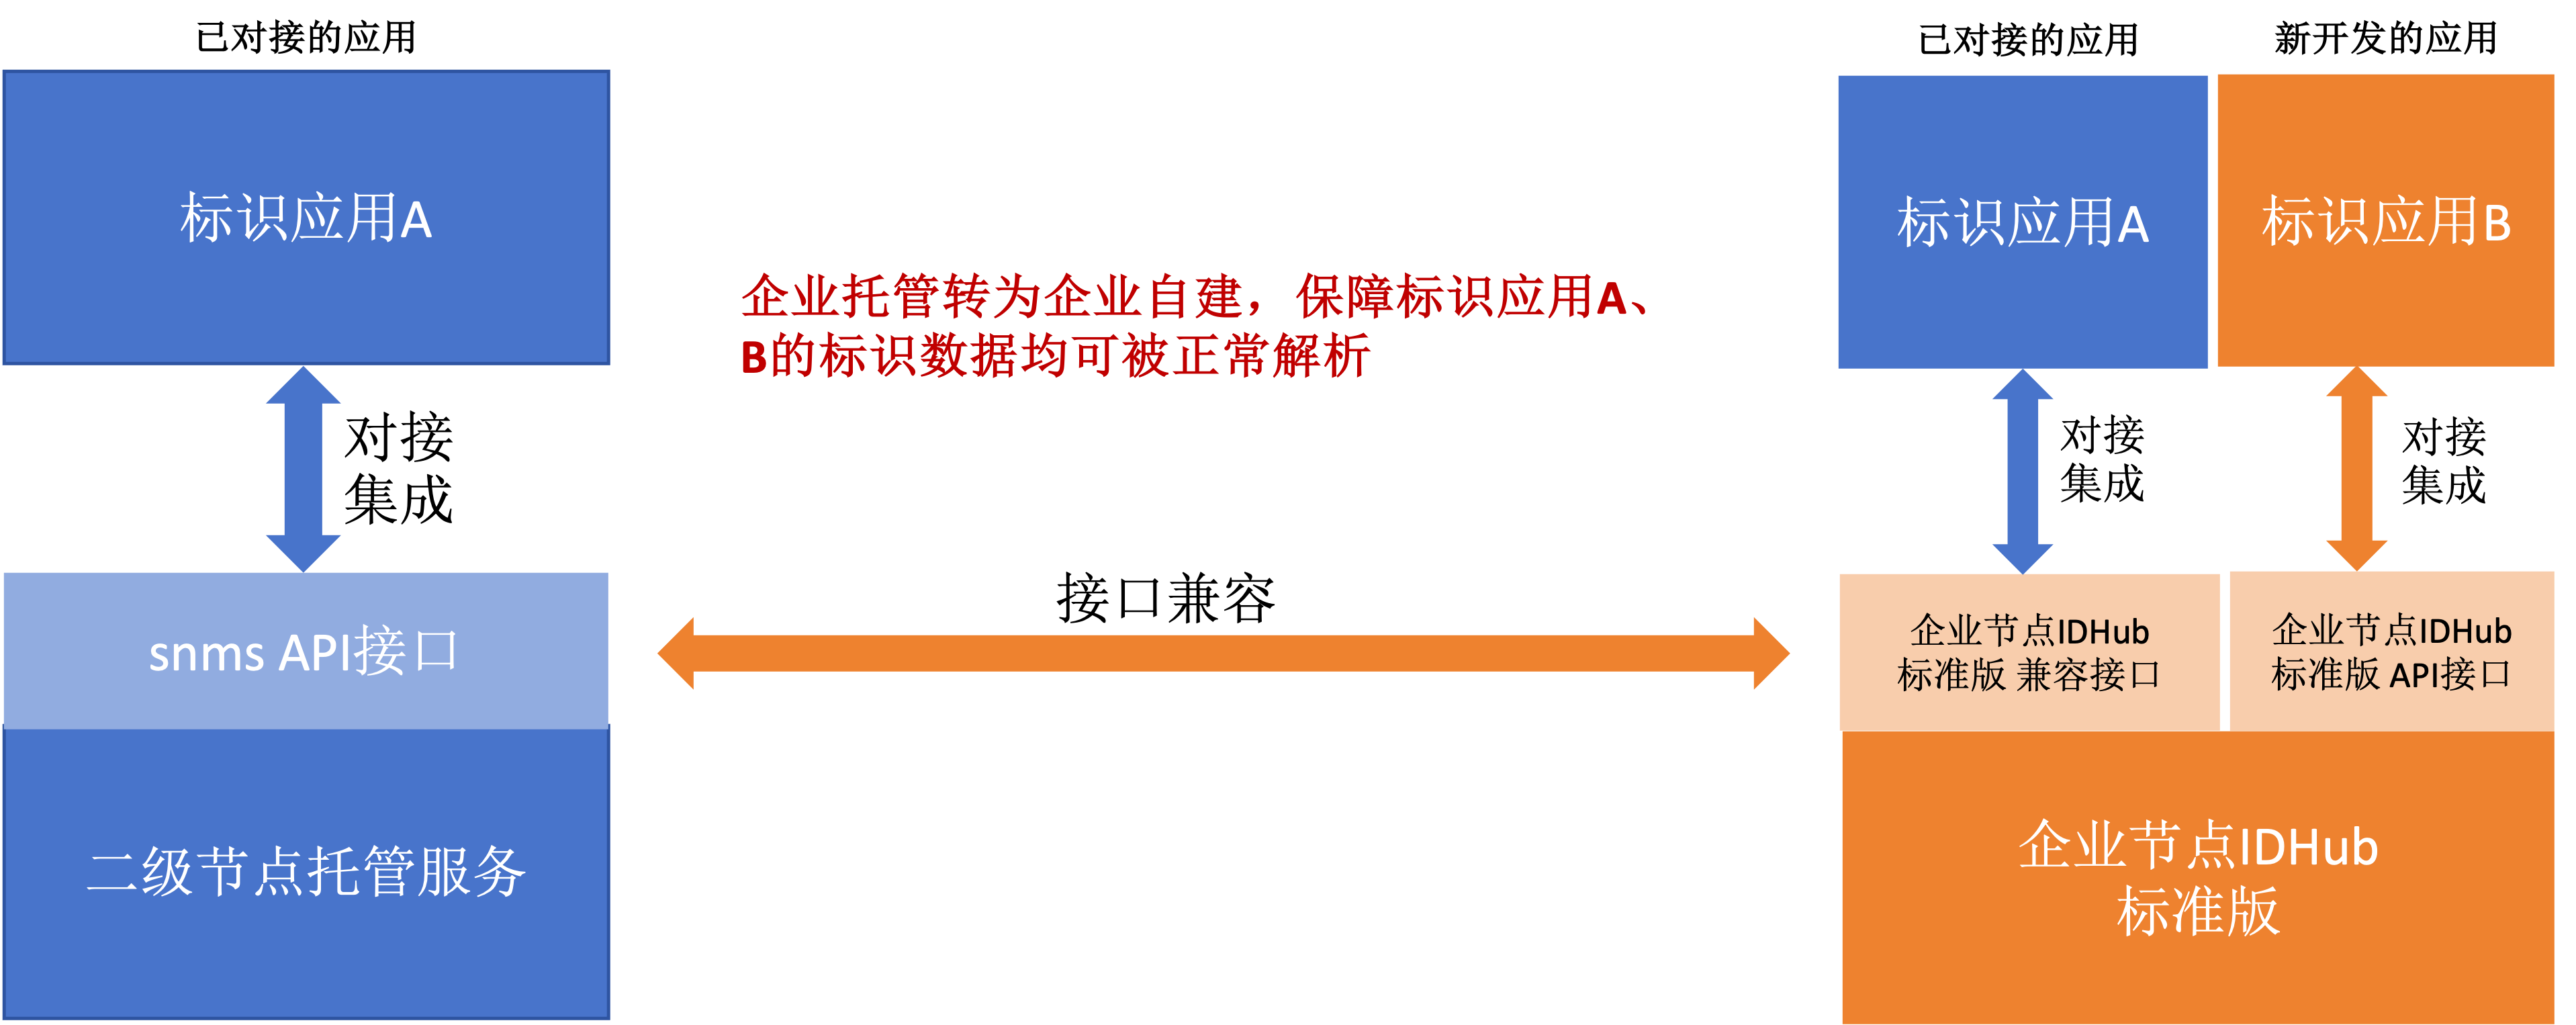 已对接的应用
标识应用A
对接
集成
snms API接口
二级节点托管服务
企业托管转为企业自建，保障标识应用A、
B的标识数据均可被正常解析
接口兼容
已对接的应用
新开发的应用
标识应用A
标识应用B
对接
集成
对接
集成
企业节点IDHub
标准版 兼容接口
企业节点IDHub
标准版 API接口
企业节点IDHub
标准版